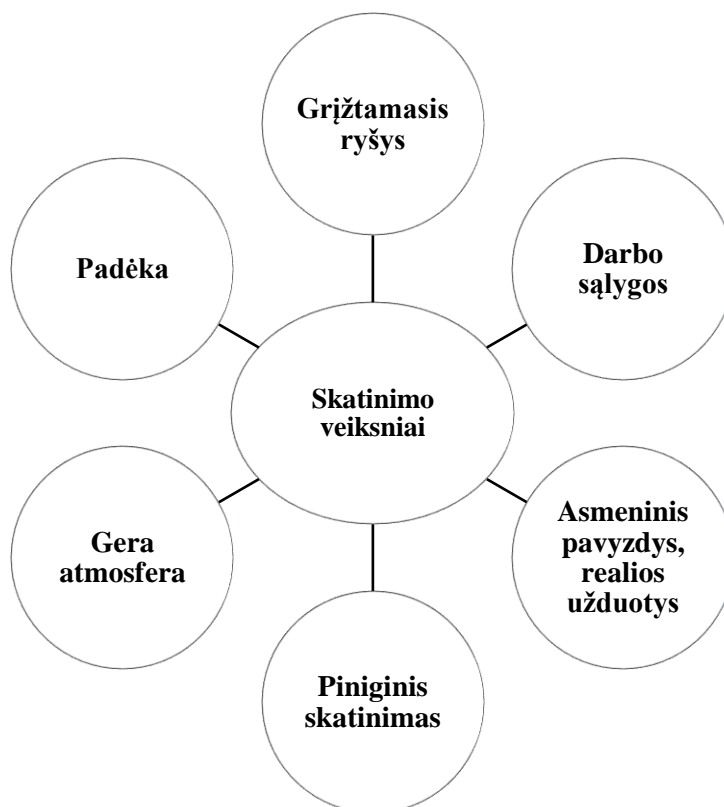 Grįžtamasis
ryšys
Padėka
Darbo
sąlygos
Skatinimo
veiksniai
Gera
atmosfera
Asmeninis
pavyzdys,
realios
užduotys
Piniginis
skatinimas